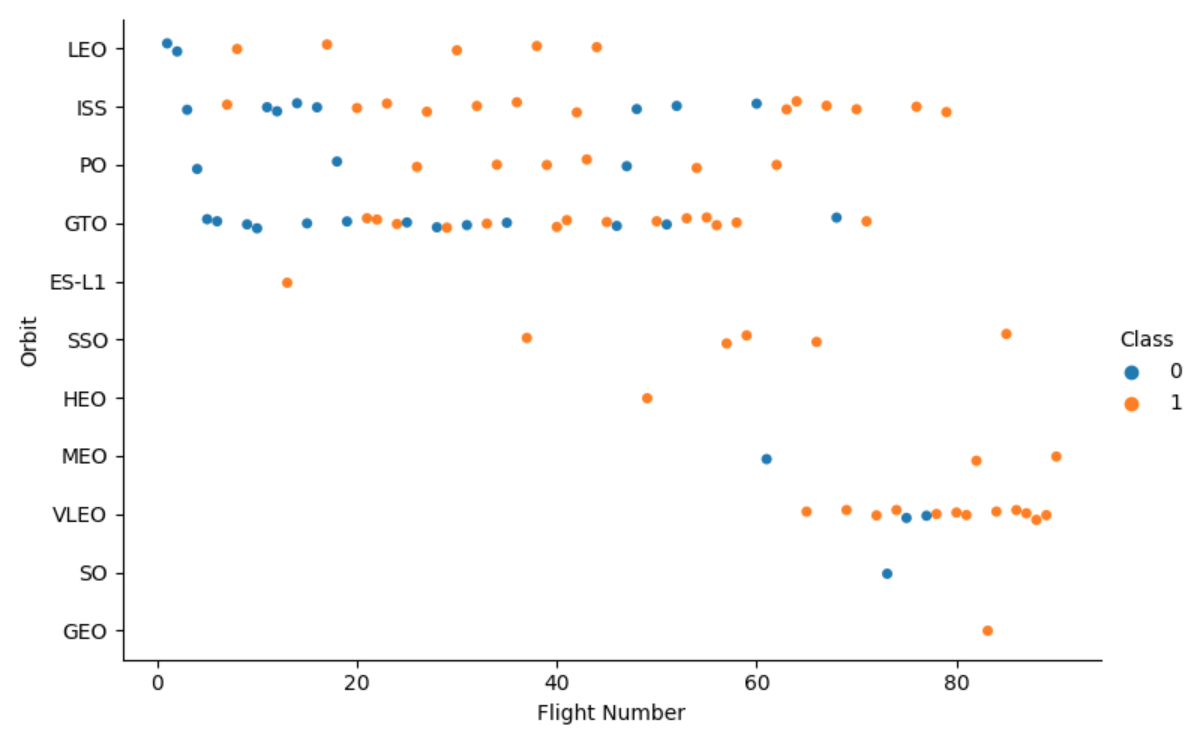 LEO
ISS
PO
GTO
ES-L1
SSO
HEO
MEO
VLEO
SO
GEO
Orbit
0 20 40 60 80
Flight Number
Class
0
1